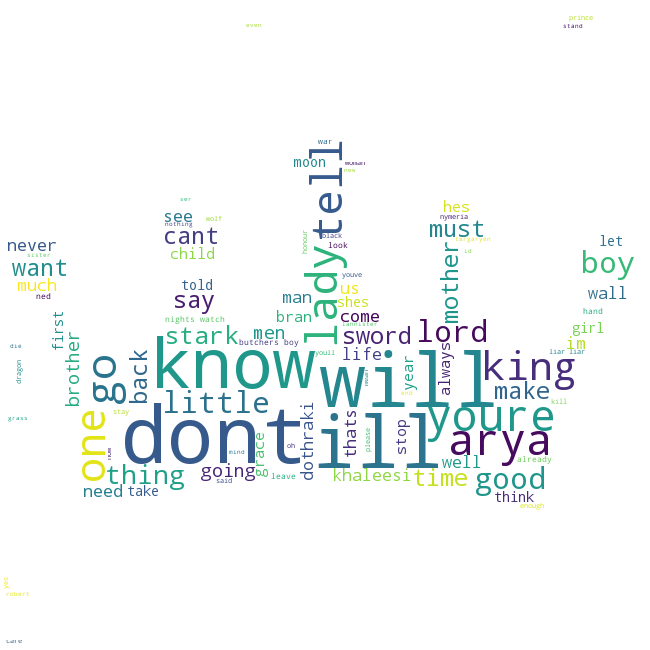 even
prince
stand
war
moon
woman
new
tell
ser
see
nothing
wolf
cant
child
honour
black
look
hes
nymeria
must
targaryen
id
never
sister
want
much
ned
let
boy
wall
hand
girl
im
told
say
nights watch
man
bran
lady
youve
us
shes
come
lannister
mother
lord
first
brother
die
dragon
grass
stark
men
butchers boy
sword
life
youll
year
always
king
liar liar
make
kill
go
back
know
will
little
one
stay
dont
ill
youre
arya
thing
going
said
mind
grace
oh
leave
dothraki
thats
please
stop
khaleesi
well
time
good
already
think
enough
need
take
yes
robert
care